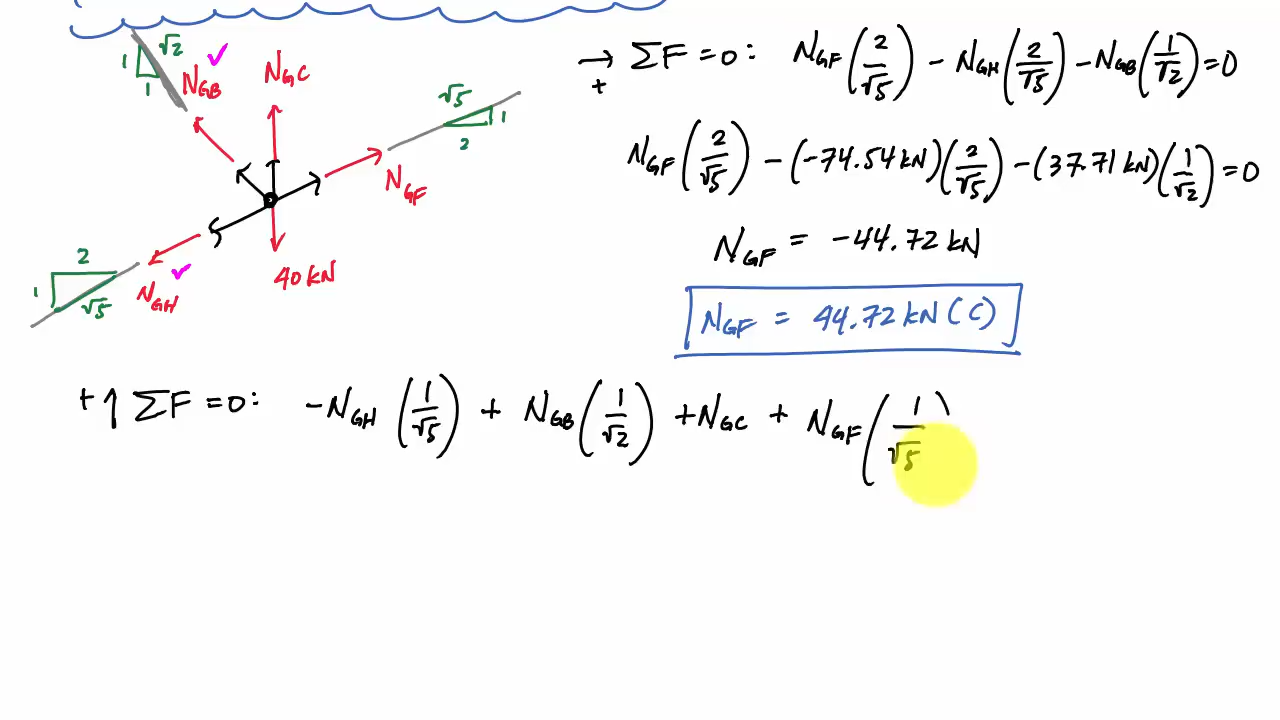 1 √2 1
N_GB ✓
N_GC
√5 1 2
N_GF
2 1 √5
N_GH ✓
40 kN
→+ ΣF = 0: N_GF (2/√5) - N_GH (2/√5) - N_GB (1/√2) = 0
N_GF (2/√5) - (-74.54 kN)(2/√5) - (37.71 kN)(1/√2) = 0
N_GF = -44.72 kN
N_GF = 44.72 kN (C)
+↑ ΣF = 0: -N_GH (1/√5) + N_GB (1/√2) + N_GC + N_GF (1/√5)